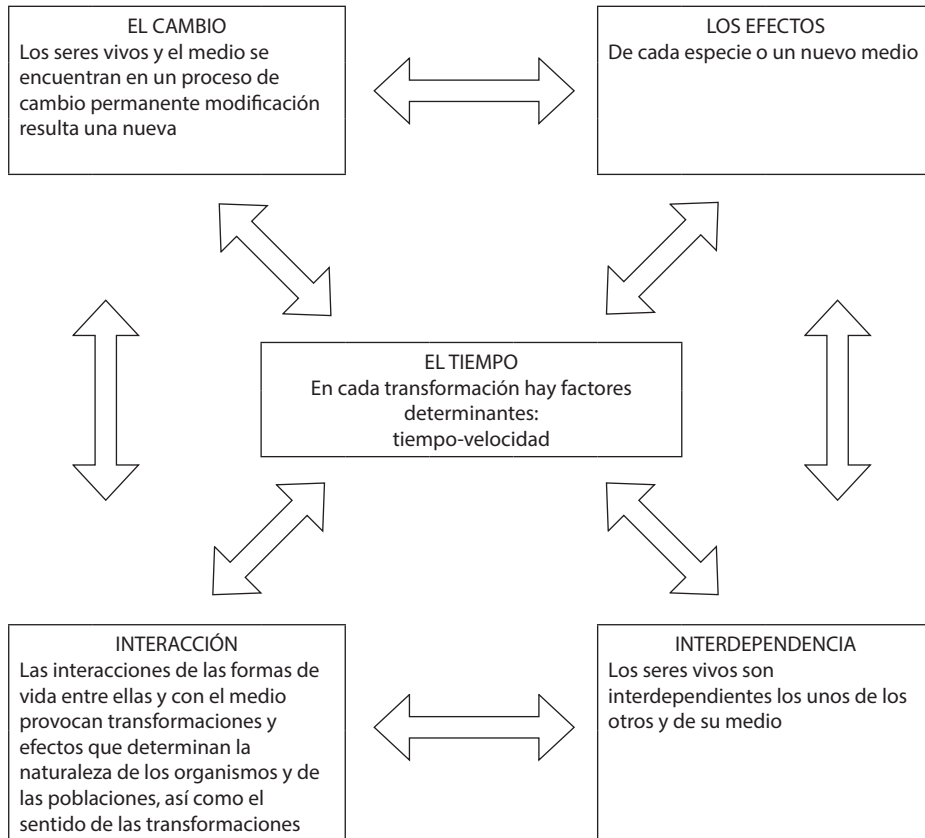 EL CAMBIO
Los seres vivos y el medio se
encuentran en un proceso de
cambio permanente modificación
resulta una nueva
LOS EFECTOS
De cada especie o un nuevo medio
EL TIEMPO
En cada transformación hay factores
determinantes:
tiempo-velocidad
INTERACCIÓN
Las interacciones de las formas de
vida entre ellas y con el medio
provocan transformaciones y
efectos que determinan la
naturaleza de los organismos y de
las poblaciones, así como el
sentido de las transformaciones
INTERDEPENDENCIA
Los seres vivos son
interdependientes los unos de los
otros y de su medio